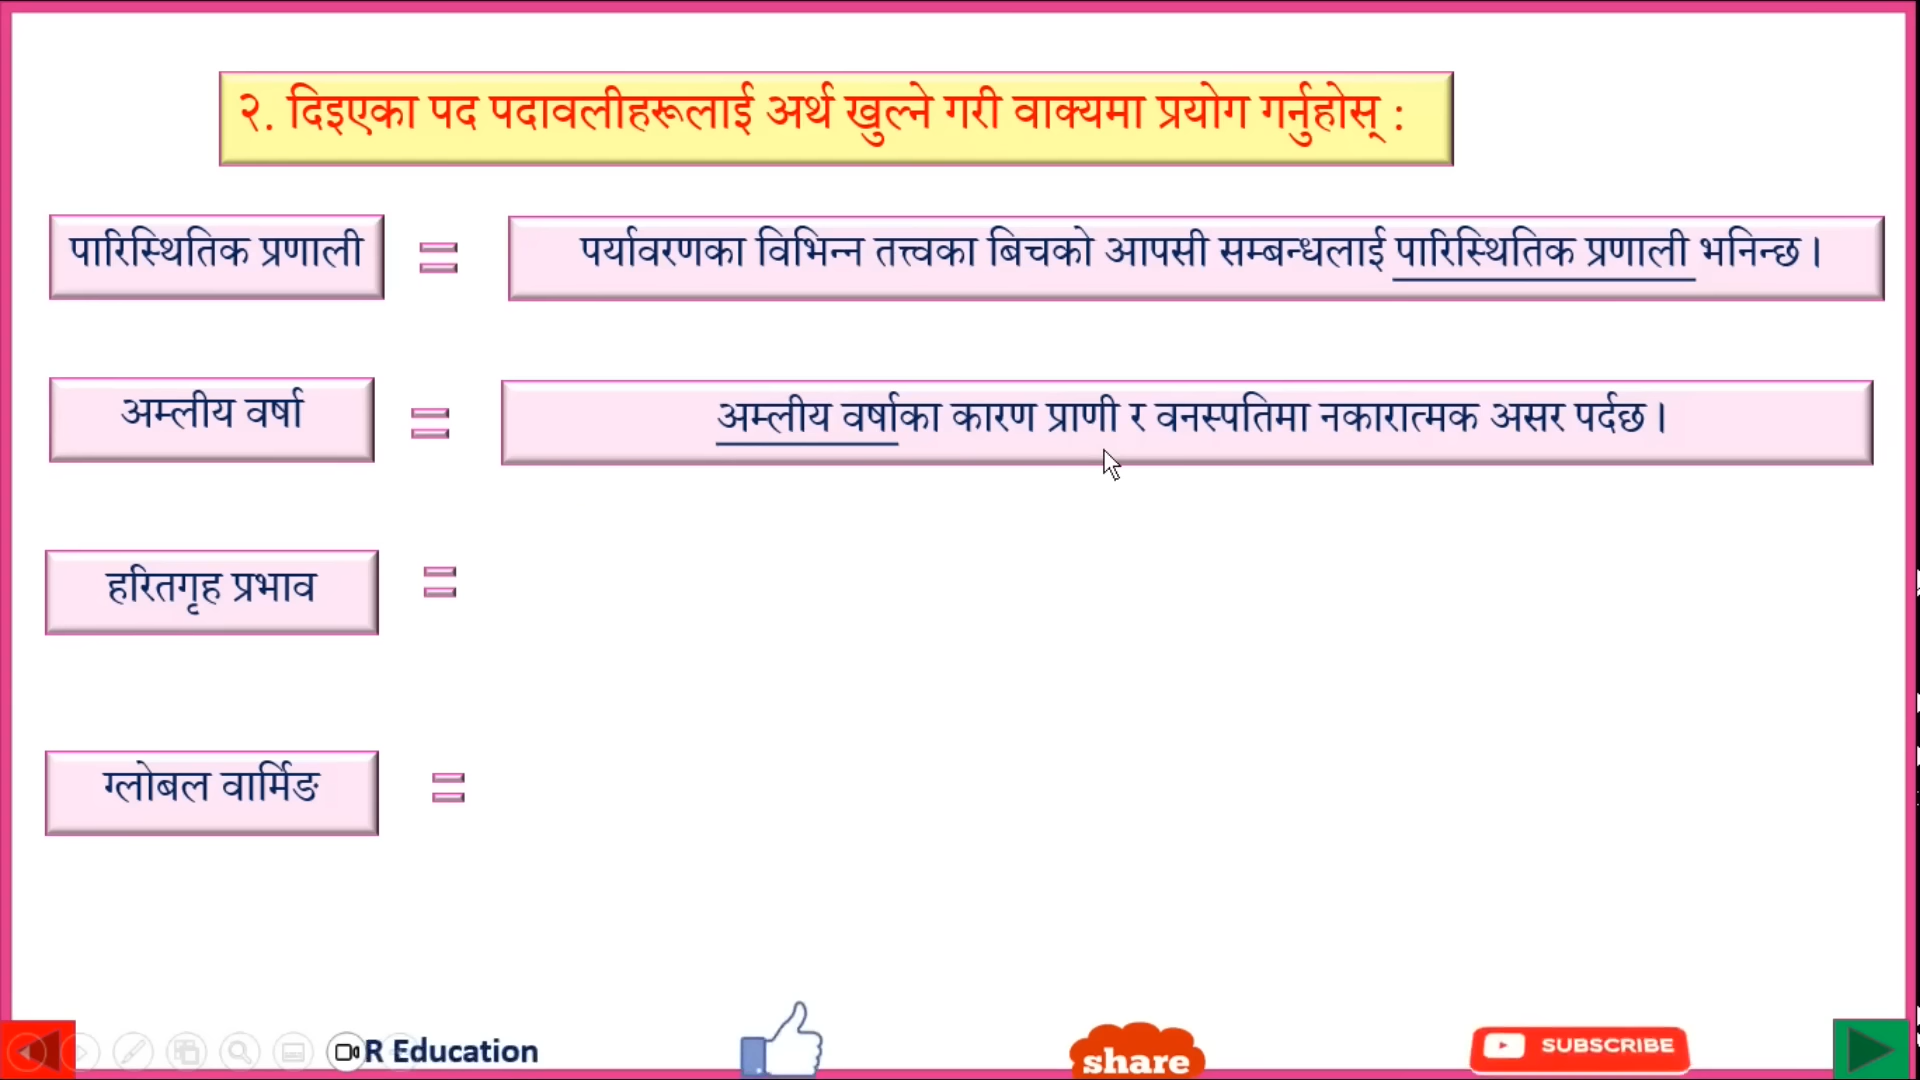 २. दिइएका पद पदावलीहरूलाई अर्थ खुल्ने गरी वाक्यमा प्रयोग गर्नुहोस् :
पारिस्थितिक प्रणाली = पर्यावरणका विभिन्न तत्त्वका बिचको आपसी सम्बन्धलाई पारिस्थितिक प्रणाली भनिन्छ ।
अम्लीय वर्षा = अम्लीय वर्षाका कारण प्राणी र वनस्पतिमा नकारात्मक असर पर्दछ ।
हरितगृह प्रभाव =
ग्लोबल वार्मिङ =
R Education share SUBSCRIBE